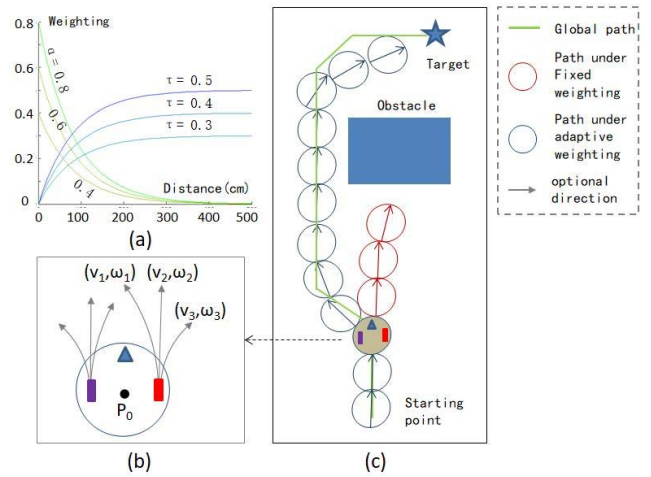 Weighting
0.8
0.6
0.4
0.2
0
0
100
200
300
400
500
a = 0.8
0.6
0.4
τ = 0.5
τ = 0.4
τ = 0.3
Distance(cm)
(a)
(v₁,ω₁)
(v₂,ω₂)
(v₃,ω₃)
P₀
(b)
Target
Obstacle
Starting
point
(c)
Global path
Path under
Fixed
weighting
Path under
adaptive
weighting
optional
direction